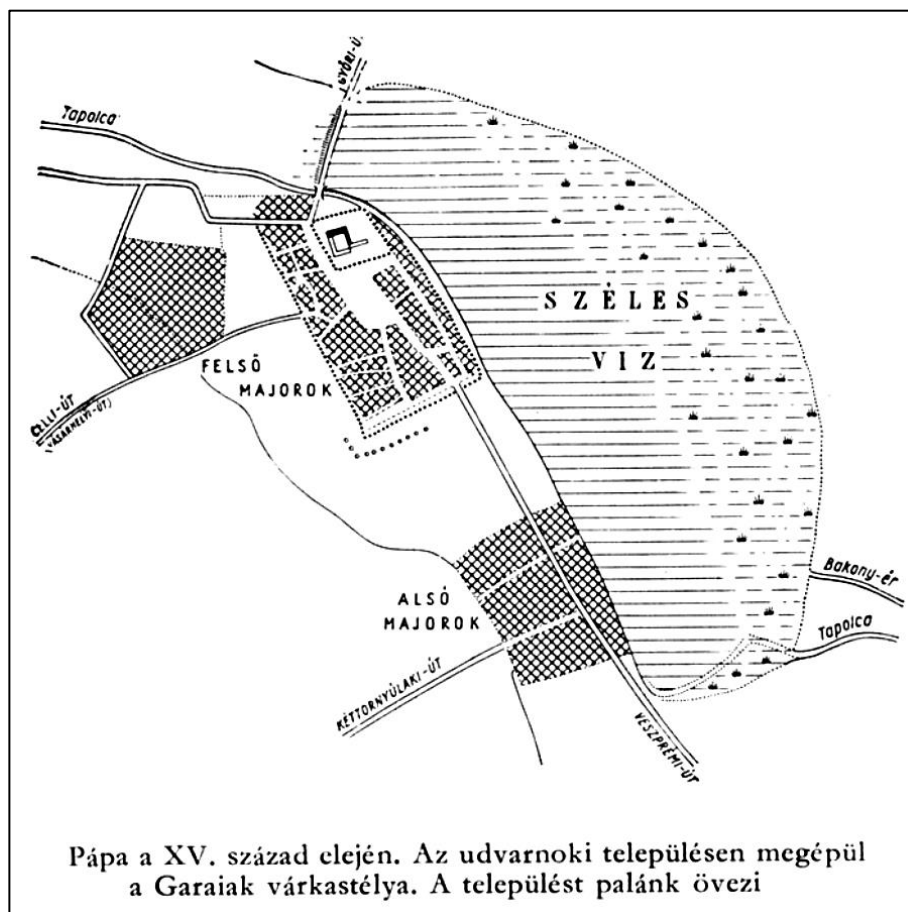 GYŐRI-Ú.
Tapolca
SZÉLES
VIZ
FELSŐ
MAJOROK
CELLI-ÚT
(VÁSÁRHELYI-ÚT)
Bakony-ér
ALSÓ
MAJOROK
Tapolca
KÉTTORNYÚLAKI-ÚT
VESZPRÉMI-ÚT
Pápa a XV. század elején. Az udvarnoki településen megépül
a Garaiak várkastélya. A települést palánk övezi